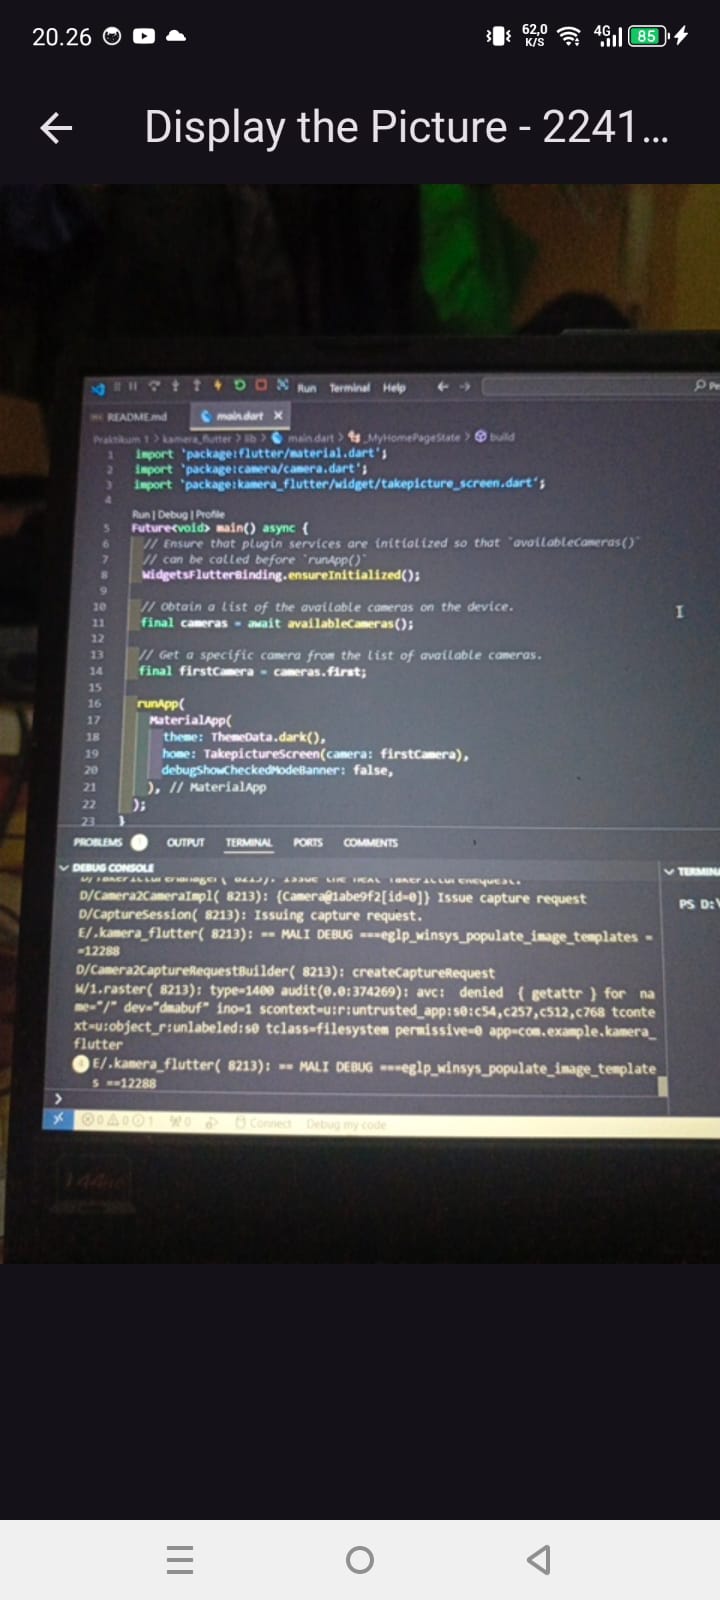 20.26
62,0
K/S
4G
85
Display the Picture - 2241...
Run Terminal Help
README.md
main.dart
Praktikum 1 > kamera_flutter > lib > main.dart > _MyHomePageState > build
1 import 'package:flutter/material.dart';
2 import 'package:camera/camera.dart';
3 import 'package:kamera_flutter/widget/takepicture_screen.dart';
4
Run | Debug | Profile
5 Future<void> main() async {
6 // Ensure that plugin services are initialized so that `availableCameras()`
7 // can be called before `runApp()`
8 WidgetsFlutterBinding.ensureInitialized();
9
10 // Obtain a list of the available cameras on the device.
11 final cameras = await availableCameras();
12
13 // Get a specific camera from the list of available cameras.
14 final firstCamera = cameras.first;
15
16 runApp(
17 MaterialApp(
18 theme: ThemeData.dark(),
19 home: TakepictureScreen(camera: firstCamera),
20 debugShowCheckedModeBanner: false,
21 ), // MaterialApp
22 );
23 }
PROBLEMS OUTPUT TERMINAL PORTS COMMENTS
DEBUG CONSOLE
TERMINA
D/Camera2CameraImpl( 8213): {Camera@1abe9f2[id=0]} Issue capture request
PS D:\
D/CaptureSession( 8213): Issuing capture request.
E/.kamera_flutter( 8213): == MALI DEBUG ===eglp_winsys_populate_image_templates =
=12288
D/Camera2CaptureRequestBuilder( 8213): createCaptureRequest
W/1.raster( 8213): type=1400 audit(0.0:374269): avc: denied { getattr } for na
me="/" dev="dmabuf" ino=1 scontext=u:r:untrusted_app:s0:c54,c257,c512,c768 tconte
xt=u:object_r:unlabeled:s0 tclass=filesystem permissive=0 app=com.example.kamera_
flutter
E/.kamera_flutter( 8213): == MALI DEBUG ===eglp_winsys_populate_image_template
s ==12288
0 0 1 0 Connect Debug my code